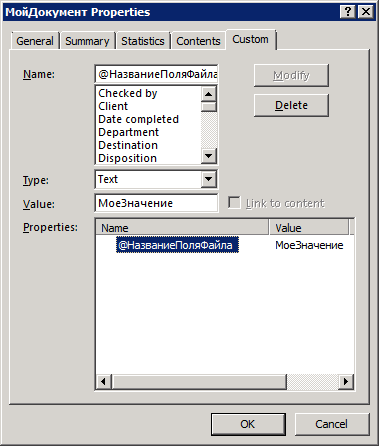 МойДокумент Properties
General Summary Statistics Contents Custom
Name: @НазваниеПоляФайла Modify
Checked by
Client
Date completed Delete
Department
Destination
Disposition
Type: Text
Value: МоеЗначение Link to content
Properties: Name Value
@НазваниеПоляФайла МоеЗначение
OK Cancel